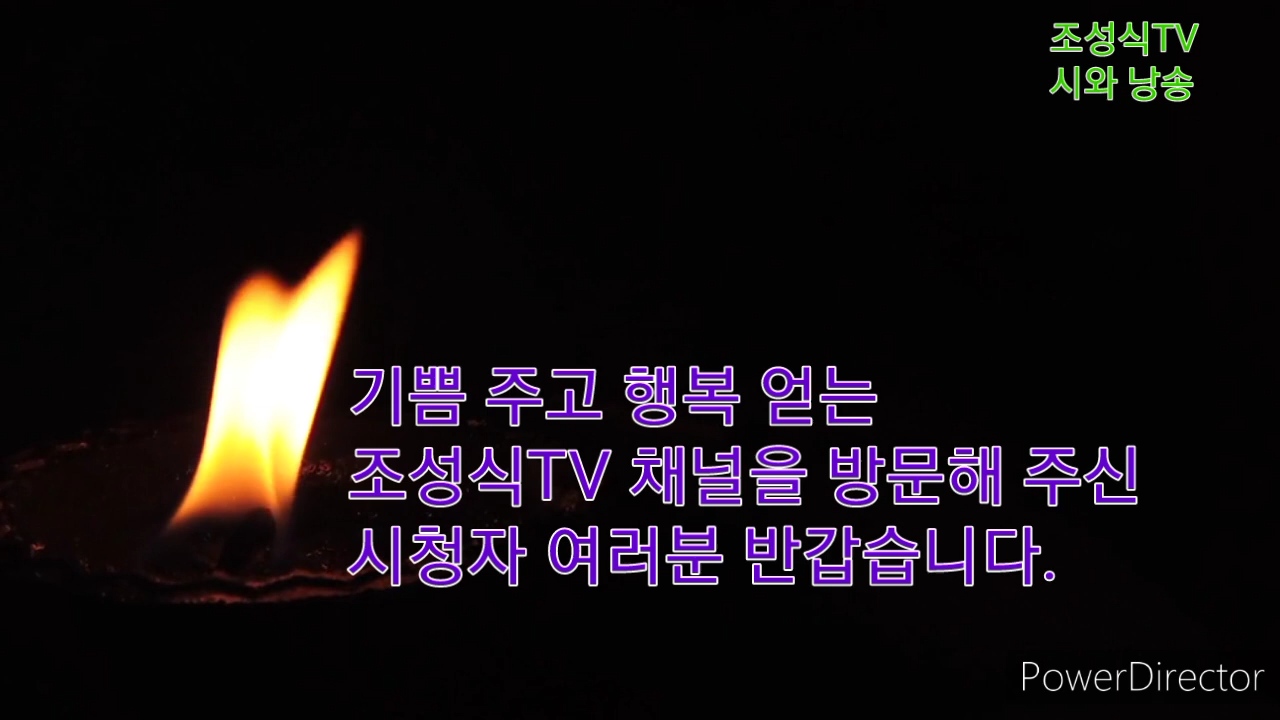 조성식TV
시와 낭송
기쁨 주고 행복 얻는
조성식TV 채널을 방문해 주신
시청자 여러분 반갑습니다.
PowerDirector